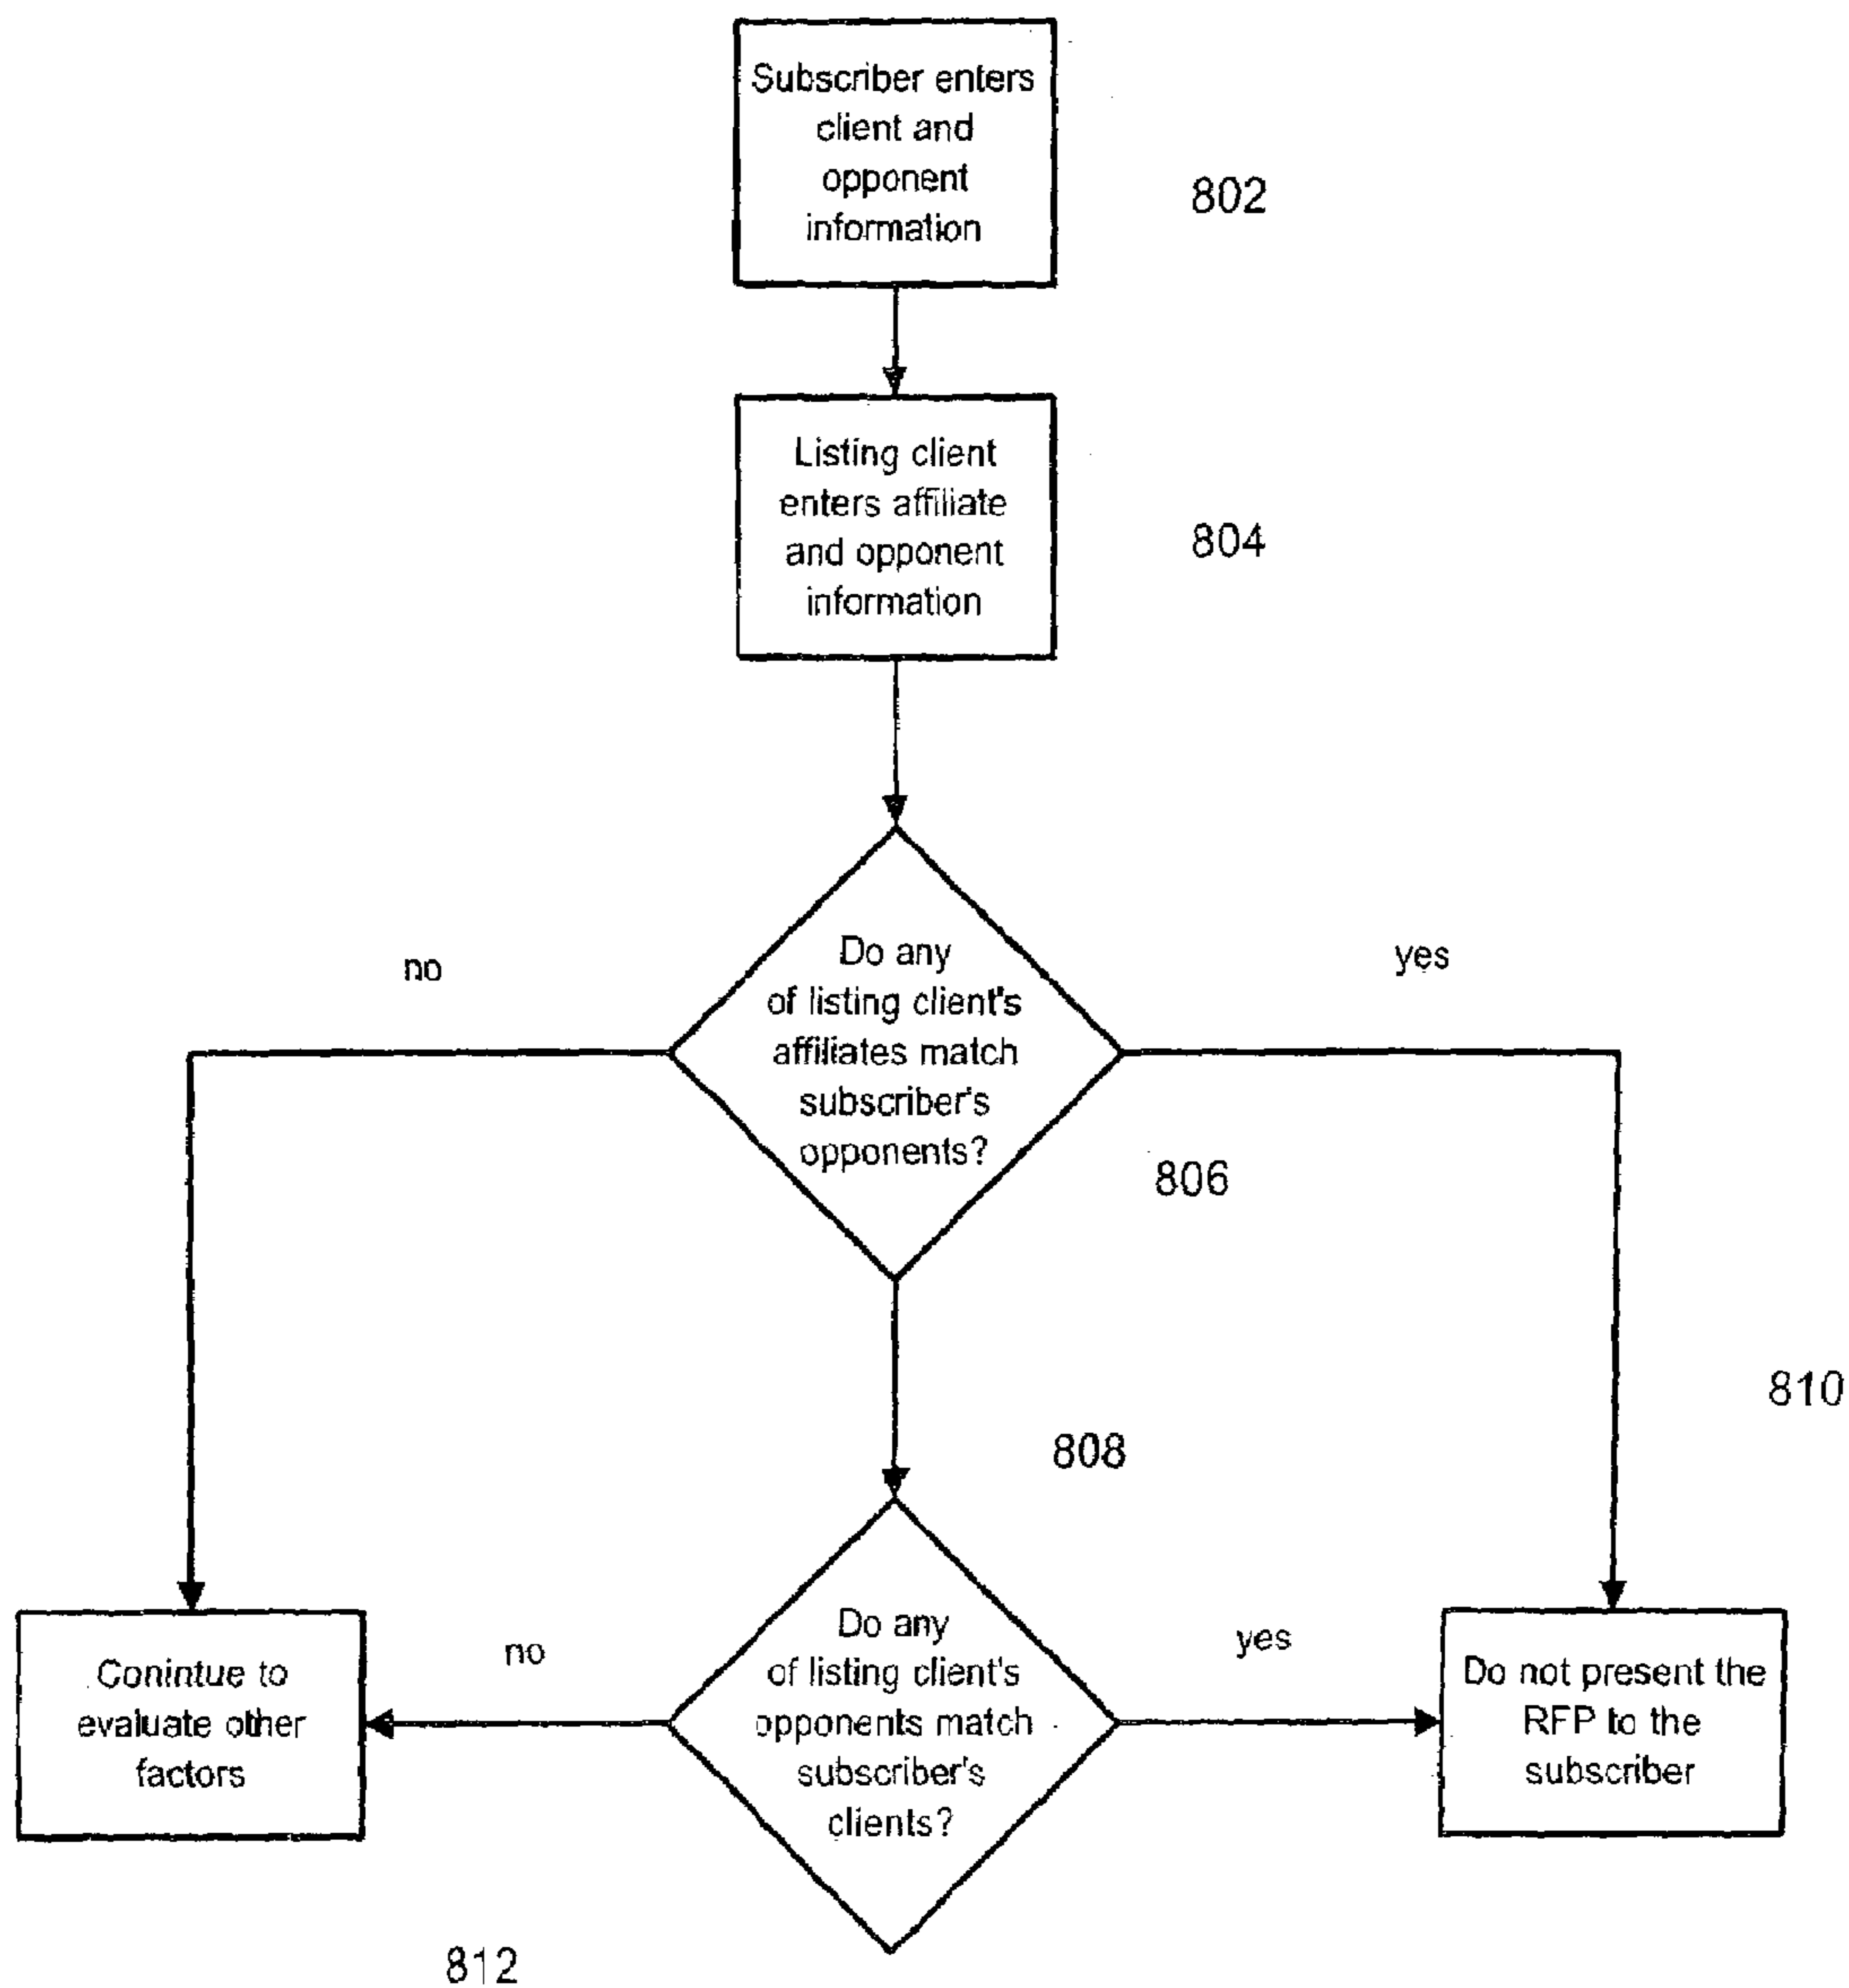 Subscriber enters
client and
opponent
information
802
Listing client
enters affiliate
and opponent
information
804
no
Do any
of listing client's
affiliates match
subscriber's
opponents?
yes
806
810
808
Conintue to
evaluate other
factors
no
Do any
of listing client's
opponents match
subscriber's
clients?
yes
Do not present the
RFP to the
subscriber
812